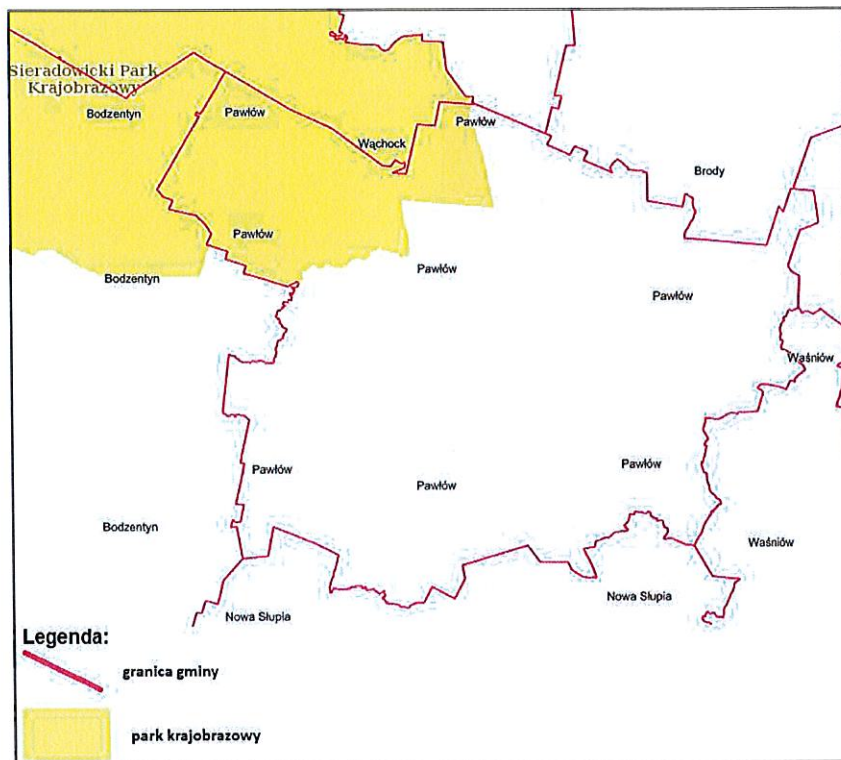 Sieradowicki Park
Krajobrazowy
Bodzentyn
Pawłów
Wąchock
Pawłów
Brody
Pawłów
Bodzentyn
Pawłów
Pawłów
Waśniów
Pawłów
Pawłów
Pawłów
Bodzentyn
Waśniów
Nowa Słupia
Nowa Słupia
Legenda:
granica gminy
park krajobrazowy